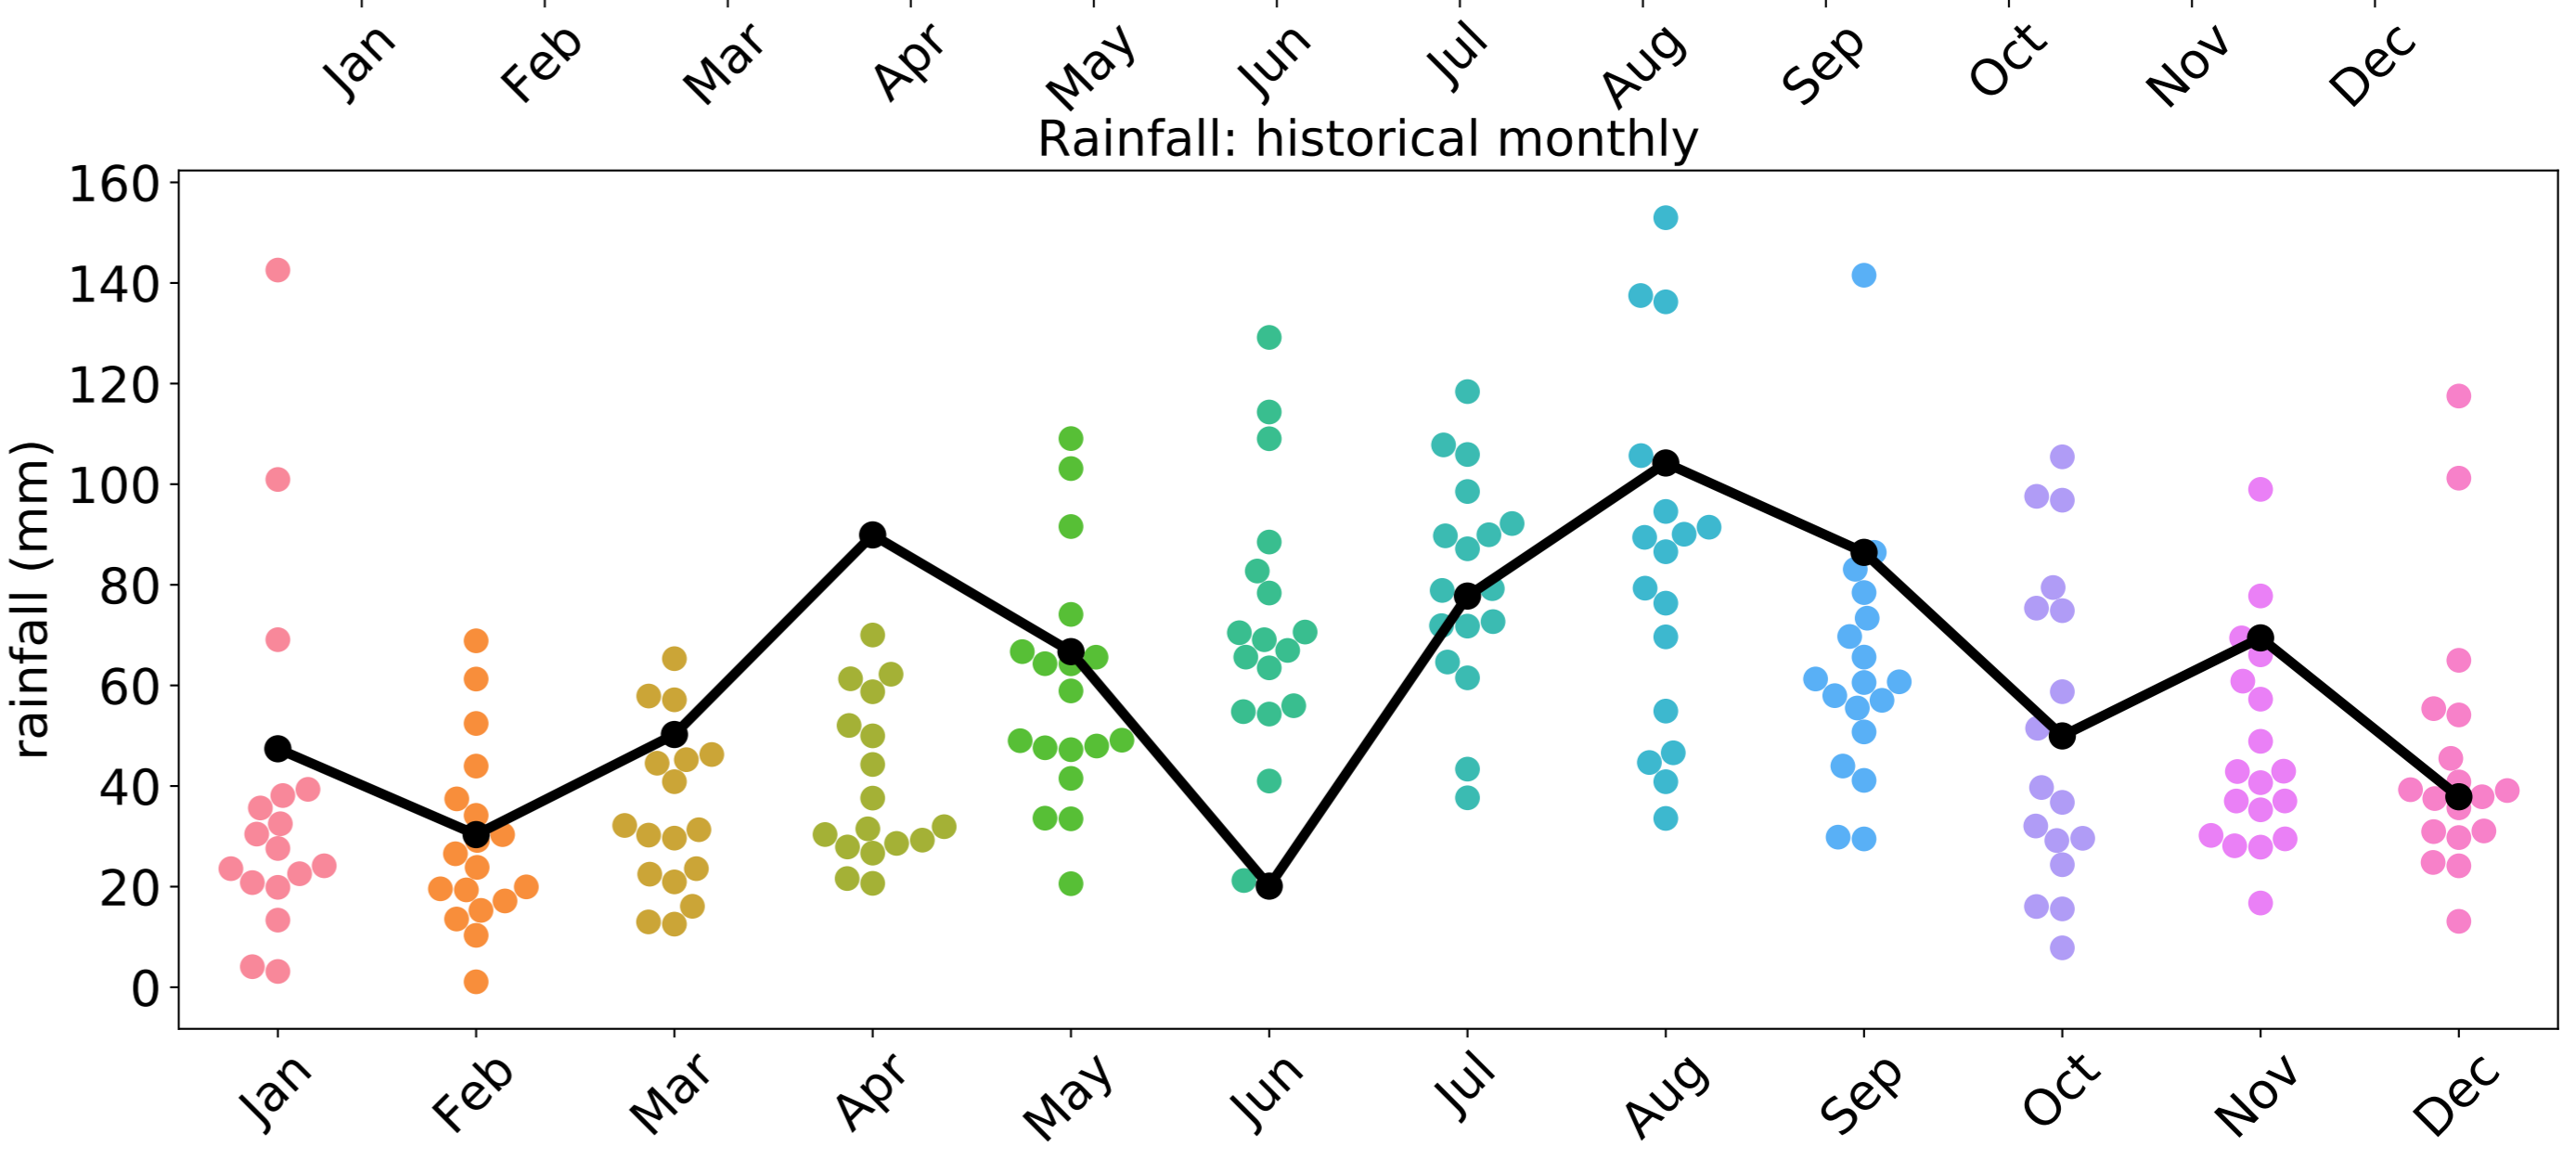 Jan Feb Mar Apr May Jun Jul Aug Sep Oct Nov Dec
Rainfall: historical monthly
160
140
120
100
80
60
40
20
0
rainfall (mm)
Jan Feb Mar Apr May Jun Jul Aug Sep Oct Nov Dec